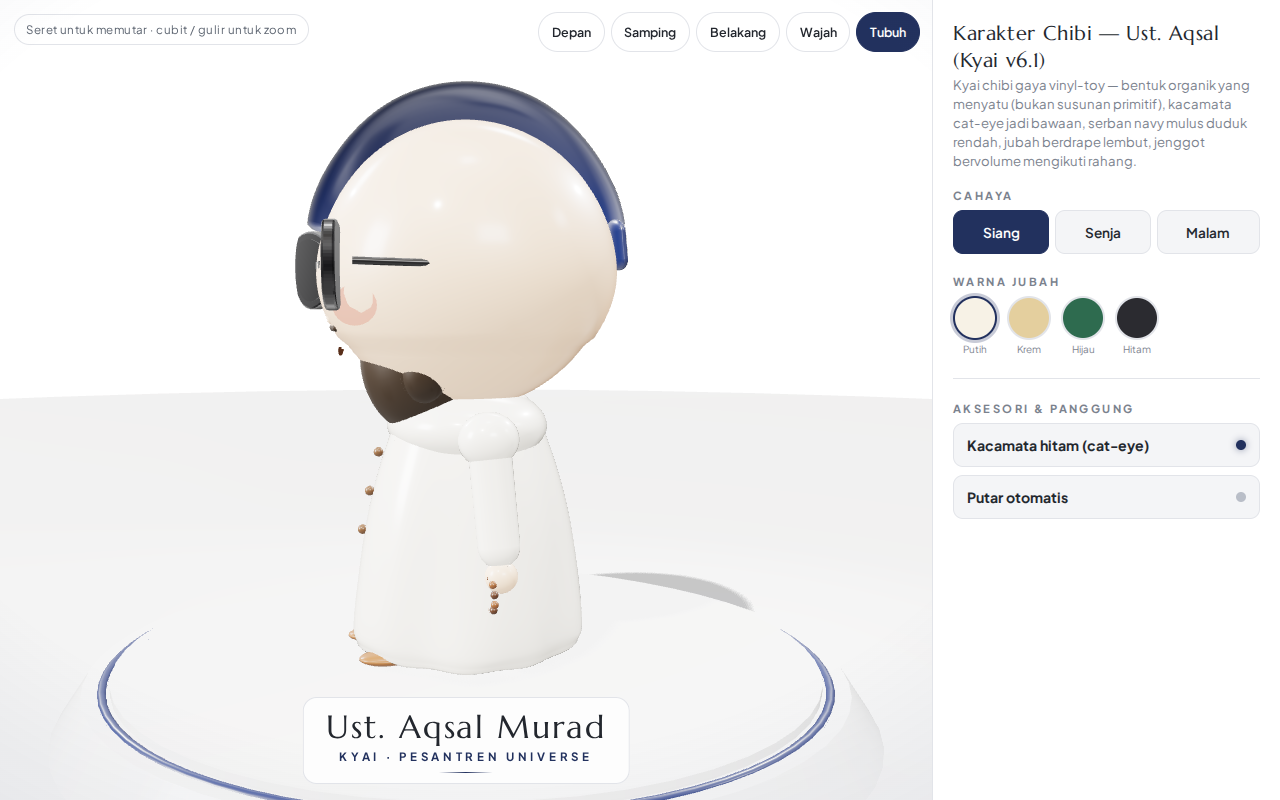 Seret untuk memutar · cubit / gulir untuk zoom
Depan
Samping
Belakang
Wajah
Tubuh
Karakter Chibi — Ust. Aqsal
(Kyai v6.1)
Kyai chibi gaya vinyl-toy — bentuk organik yang
menyatu (bukan susunan primitif), kacamata
cat-eye jadi bawaan, serban navy mulus duduk
rendah, jubah berdrape lembut, jenggot
bervolume mengikuti rahang.
CAHAYA
Siang
Senja
Malam
WARNA JUBAH
Putih
Krem
Hijau
Hitam
AKSESORI & PANGGUNG
Kacamata hitam (cat-eye)
Putar otomatis
Ust. Aqsal Murad
KYAI · PESANTREN UNIVERSE